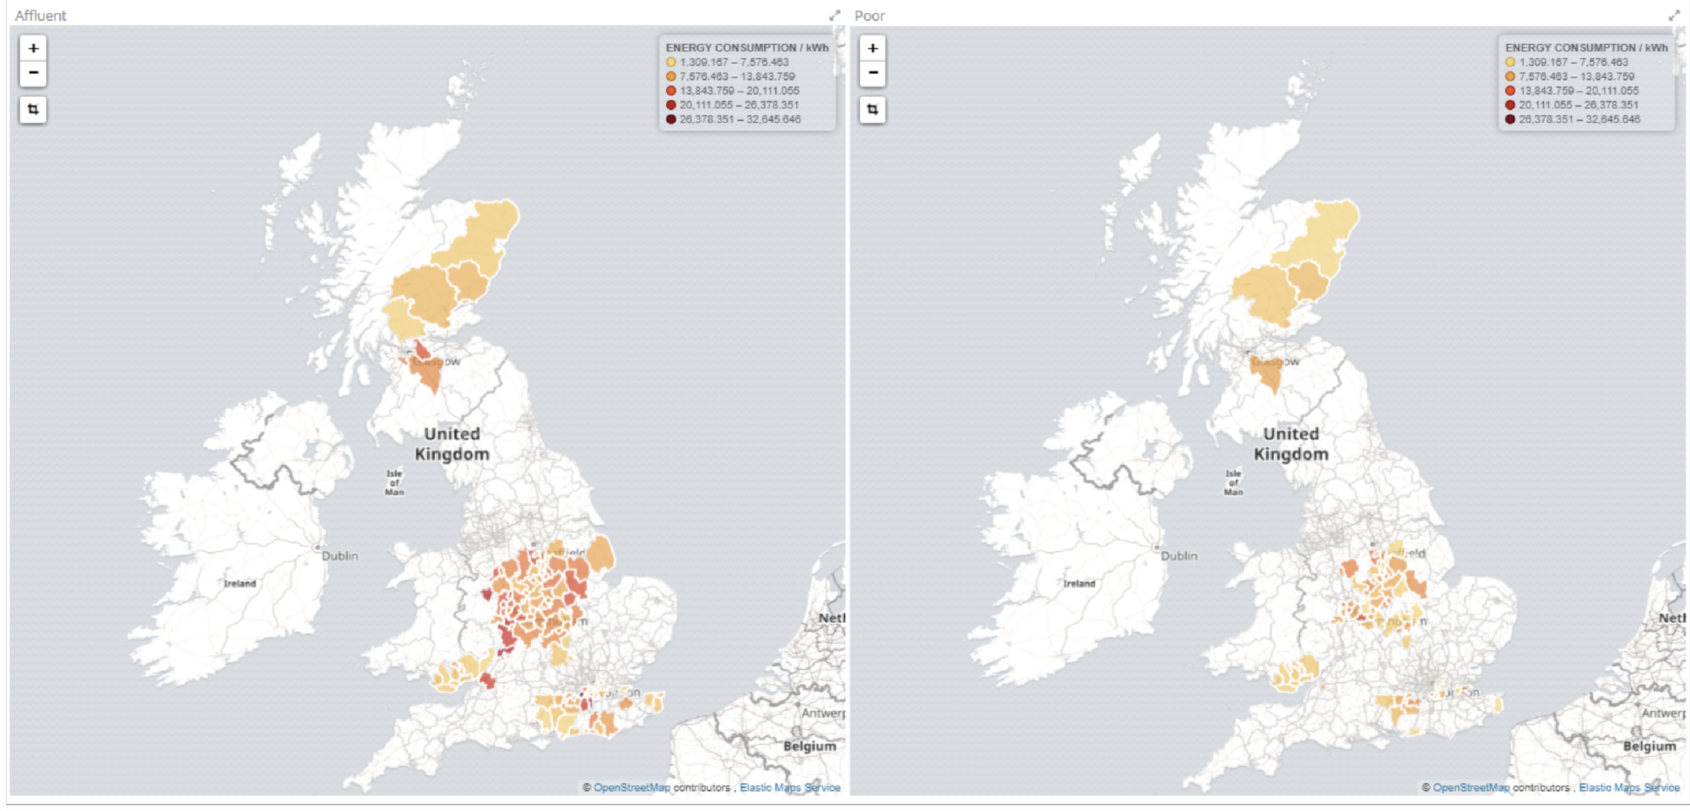 Affluent
ENERGY CONSUMPTION / kWh
1,309.167 – 7,576.463
7,576.463 – 13,843.759
13,843.759 – 20,111.055
20,111.055 – 26,378.351
26,378.351 – 32,645.646
+
−
Glasgow
United
Kingdom
Isle
of
Man
Dublin
Ireland
Antwerp
Belgium
© OpenStreetMap contributors , Elastic Maps Service
Poor
ENERGY CONSUMPTION / kWh
1,309.167 – 7,576.463
7,576.463 – 13,843.759
13,843.759 – 20,111.055
20,111.055 – 26,378.351
26,378.351 – 32,645.646
+
−
Glasgow
United
Kingdom
Isle
of
Man
Dublin
Ireland
Antwerp
Belgium
© OpenStreetMap contributors , Elastic Maps Service